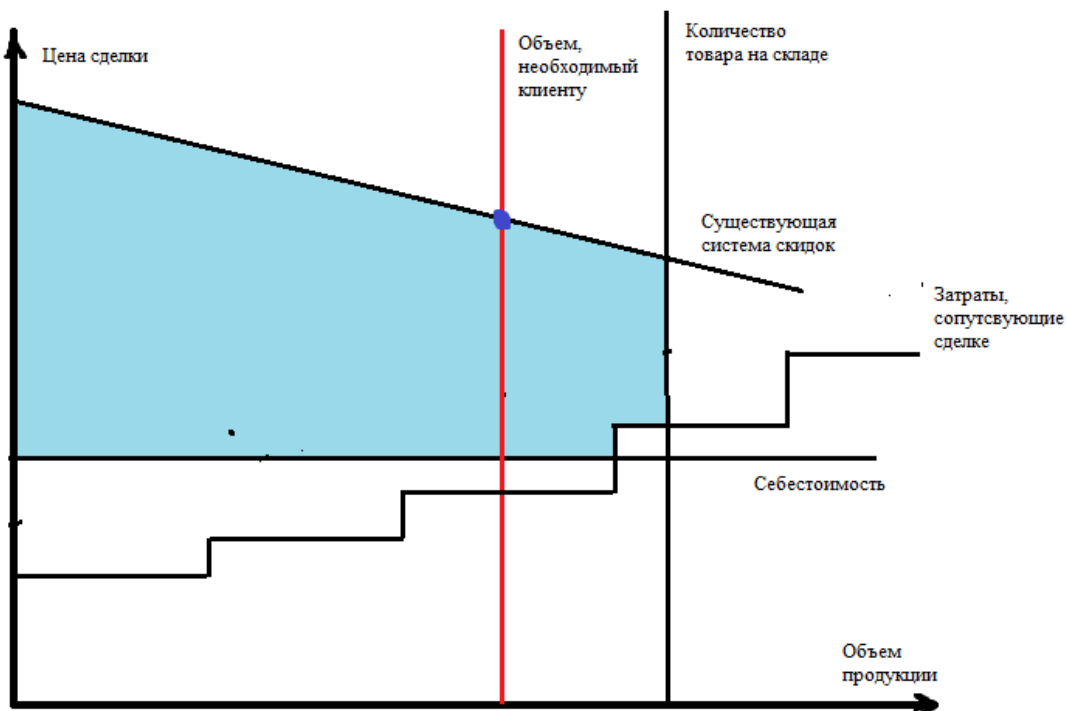 Цена сделки
Объем,
необходимый
клиенту
Количество
товара на складе
Существующая
система скидок
Затраты,
сопутсвующие
сделке
Себестоимость
Объем
продукции